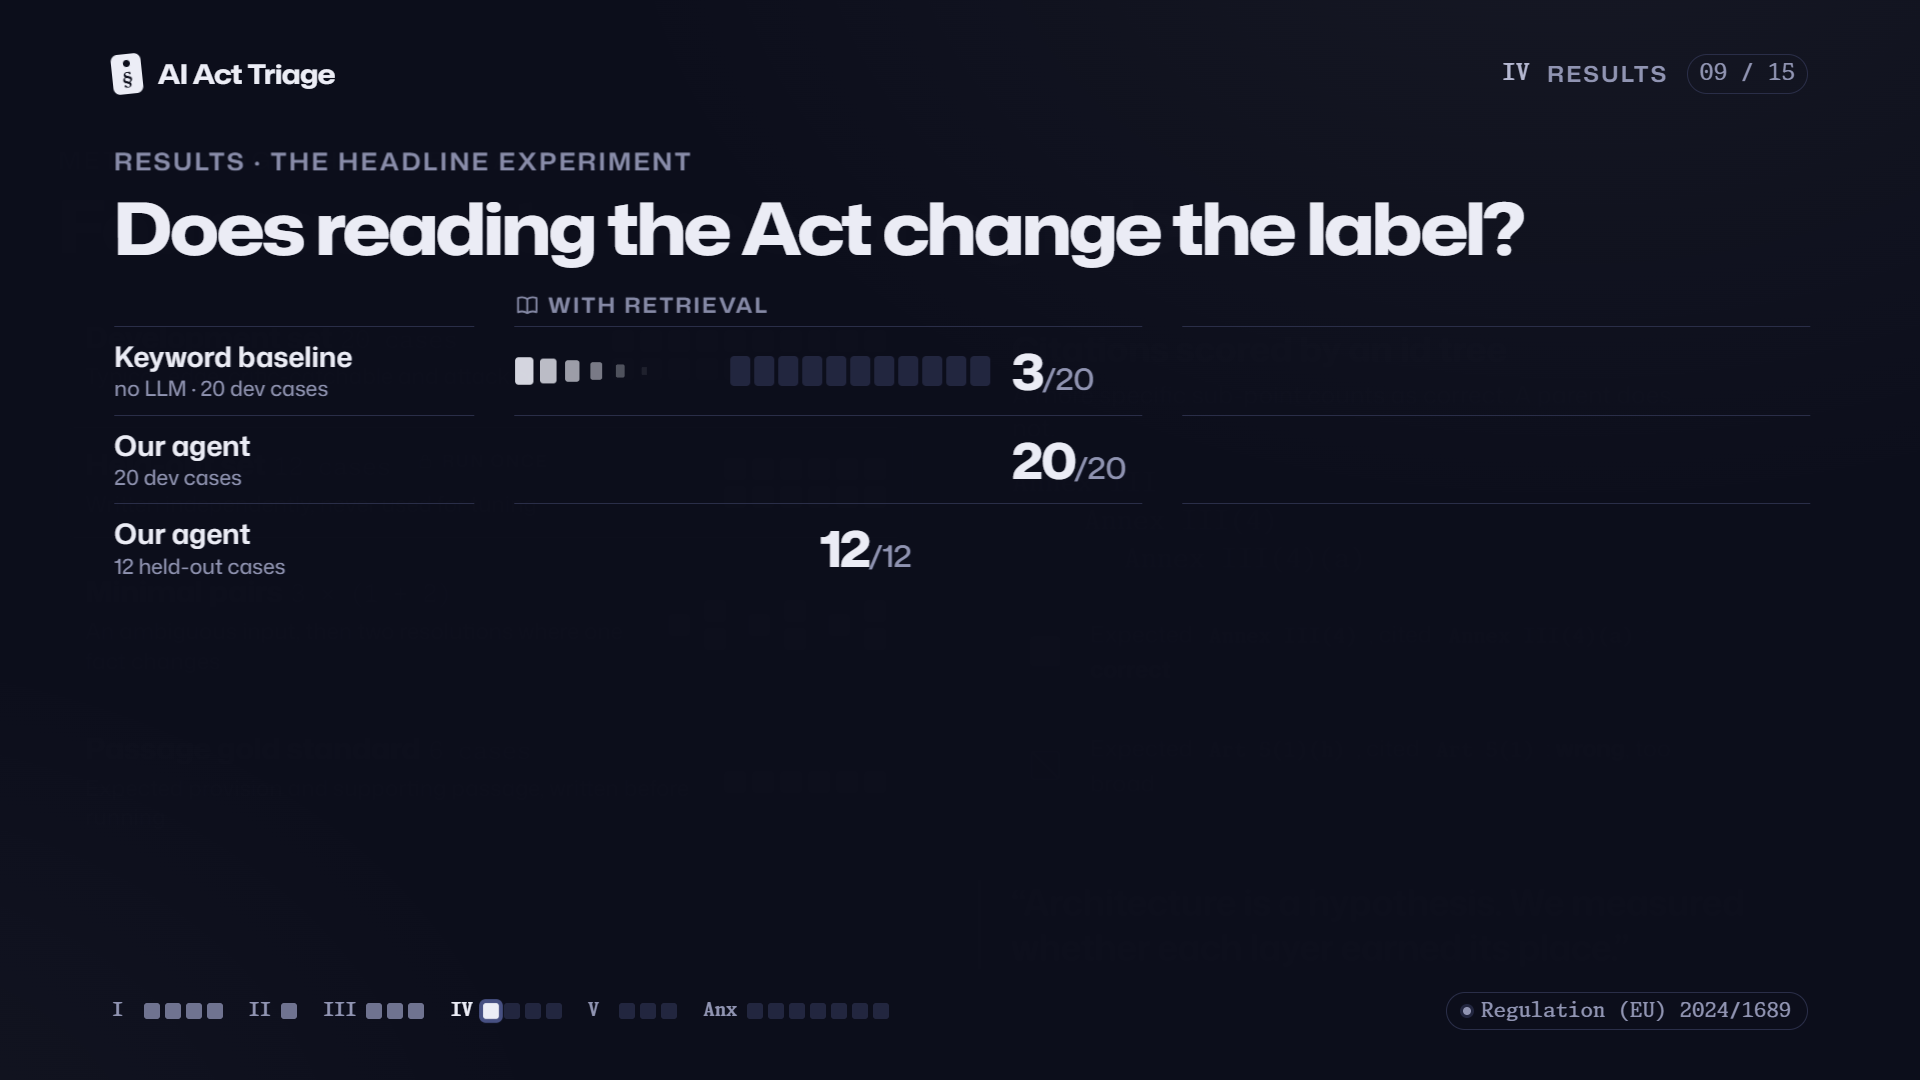 § AI Act Triage
IV RESULTS 09 / 15
RESULTS · THE HEADLINE EXPERIMENT
Does reading the Act change the label?
WITH RETRIEVAL
Keyword baseline
no LLM · 20 dev cases
3/20
Our agent
20 dev cases
20/20
Our agent
12 held-out cases
12/12
I II III IV V Anx
Regulation (EU) 2024/1689